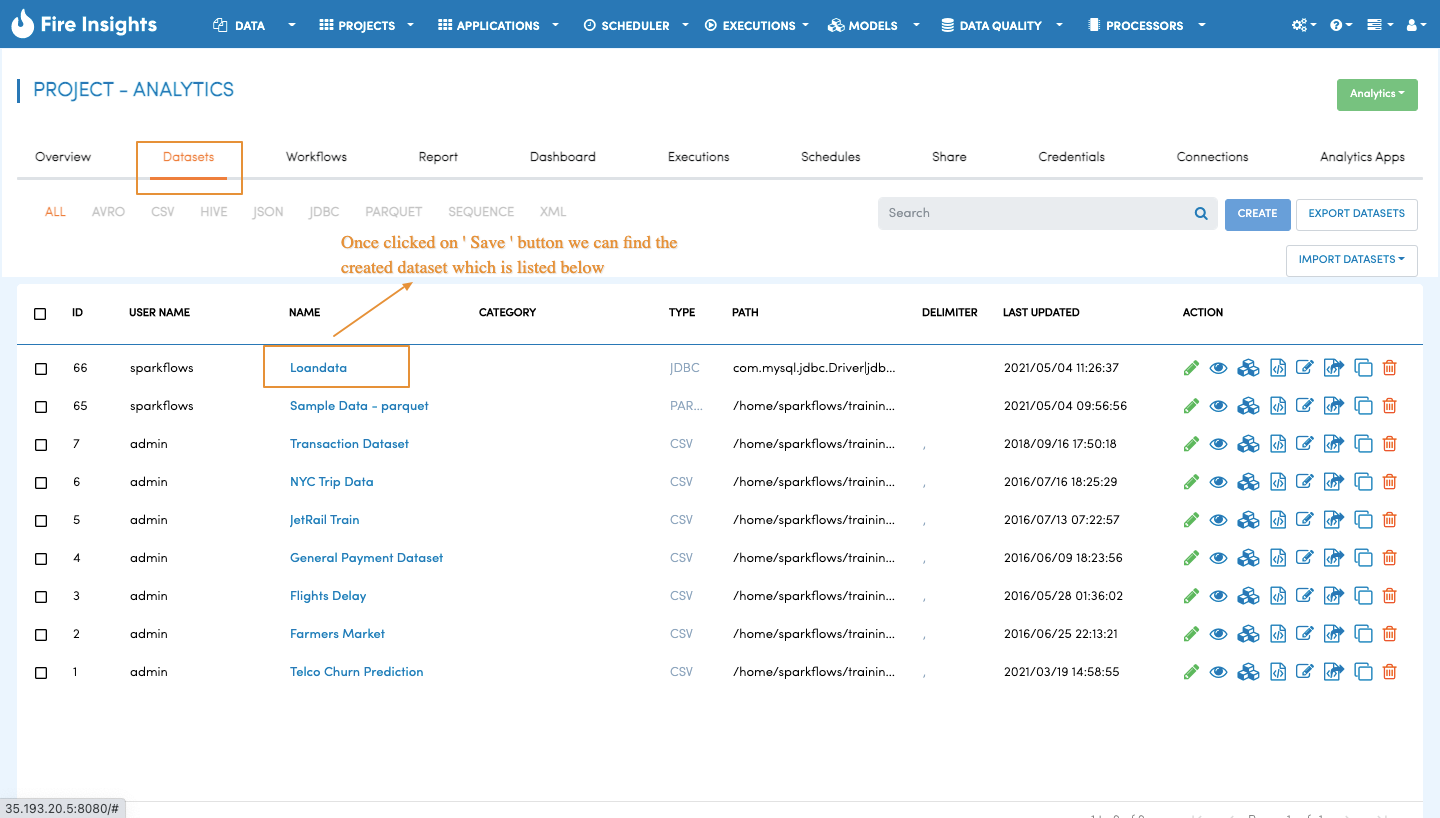 Fire Insights DATA PROJECTS APPLICATIONS SCHEDULER EXECUTIONS MODELS DATA QUALITY PROCESSORS
PROJECT - ANALYTICS
Analytics
Overview Datasets Workflows Report Dashboard Executions Schedules Share Credentials Connections Analytics Apps
ALL AVRO CSV HIVE JSON JDBC PARQUET SEQUENCE XML Search CREATE EXPORT DATASETS
Once clicked on ' Save ' button we can find the
created dataset which is listed below
IMPORT DATASETS
ID USER NAME NAME CATEGORY TYPE PATH DELIMITER LAST UPDATED ACTION
66 sparkflows Loandata JDBC com.mysql.jdbc.Driver|jdb... 2021/05/04 11:26:37
65 sparkflows Sample Data - parquet PAR... /home/sparkflows/trainin... 2021/05/04 09:56:56
7 admin Transaction Dataset CSV /home/sparkflows/trainin... , 2018/09/16 17:50:18
6 admin NYC Trip Data CSV /home/sparkflows/trainin... , 2016/07/16 18:25:29
5 admin JetRail Train CSV /home/sparkflows/trainin... , 2016/07/13 07:22:57
4 admin General Payment Dataset CSV /home/sparkflows/trainin... , 2016/06/09 18:23:56
3 admin Flights Delay CSV /home/sparkflows/trainin... , 2016/05/28 01:36:02
2 admin Farmers Market CSV /home/sparkflows/trainin... , 2016/06/25 22:13:21
1 admin Telco Churn Prediction CSV /home/sparkflows/trainin... , 2021/03/19 14:58:55
35.193.20.5:8080/#